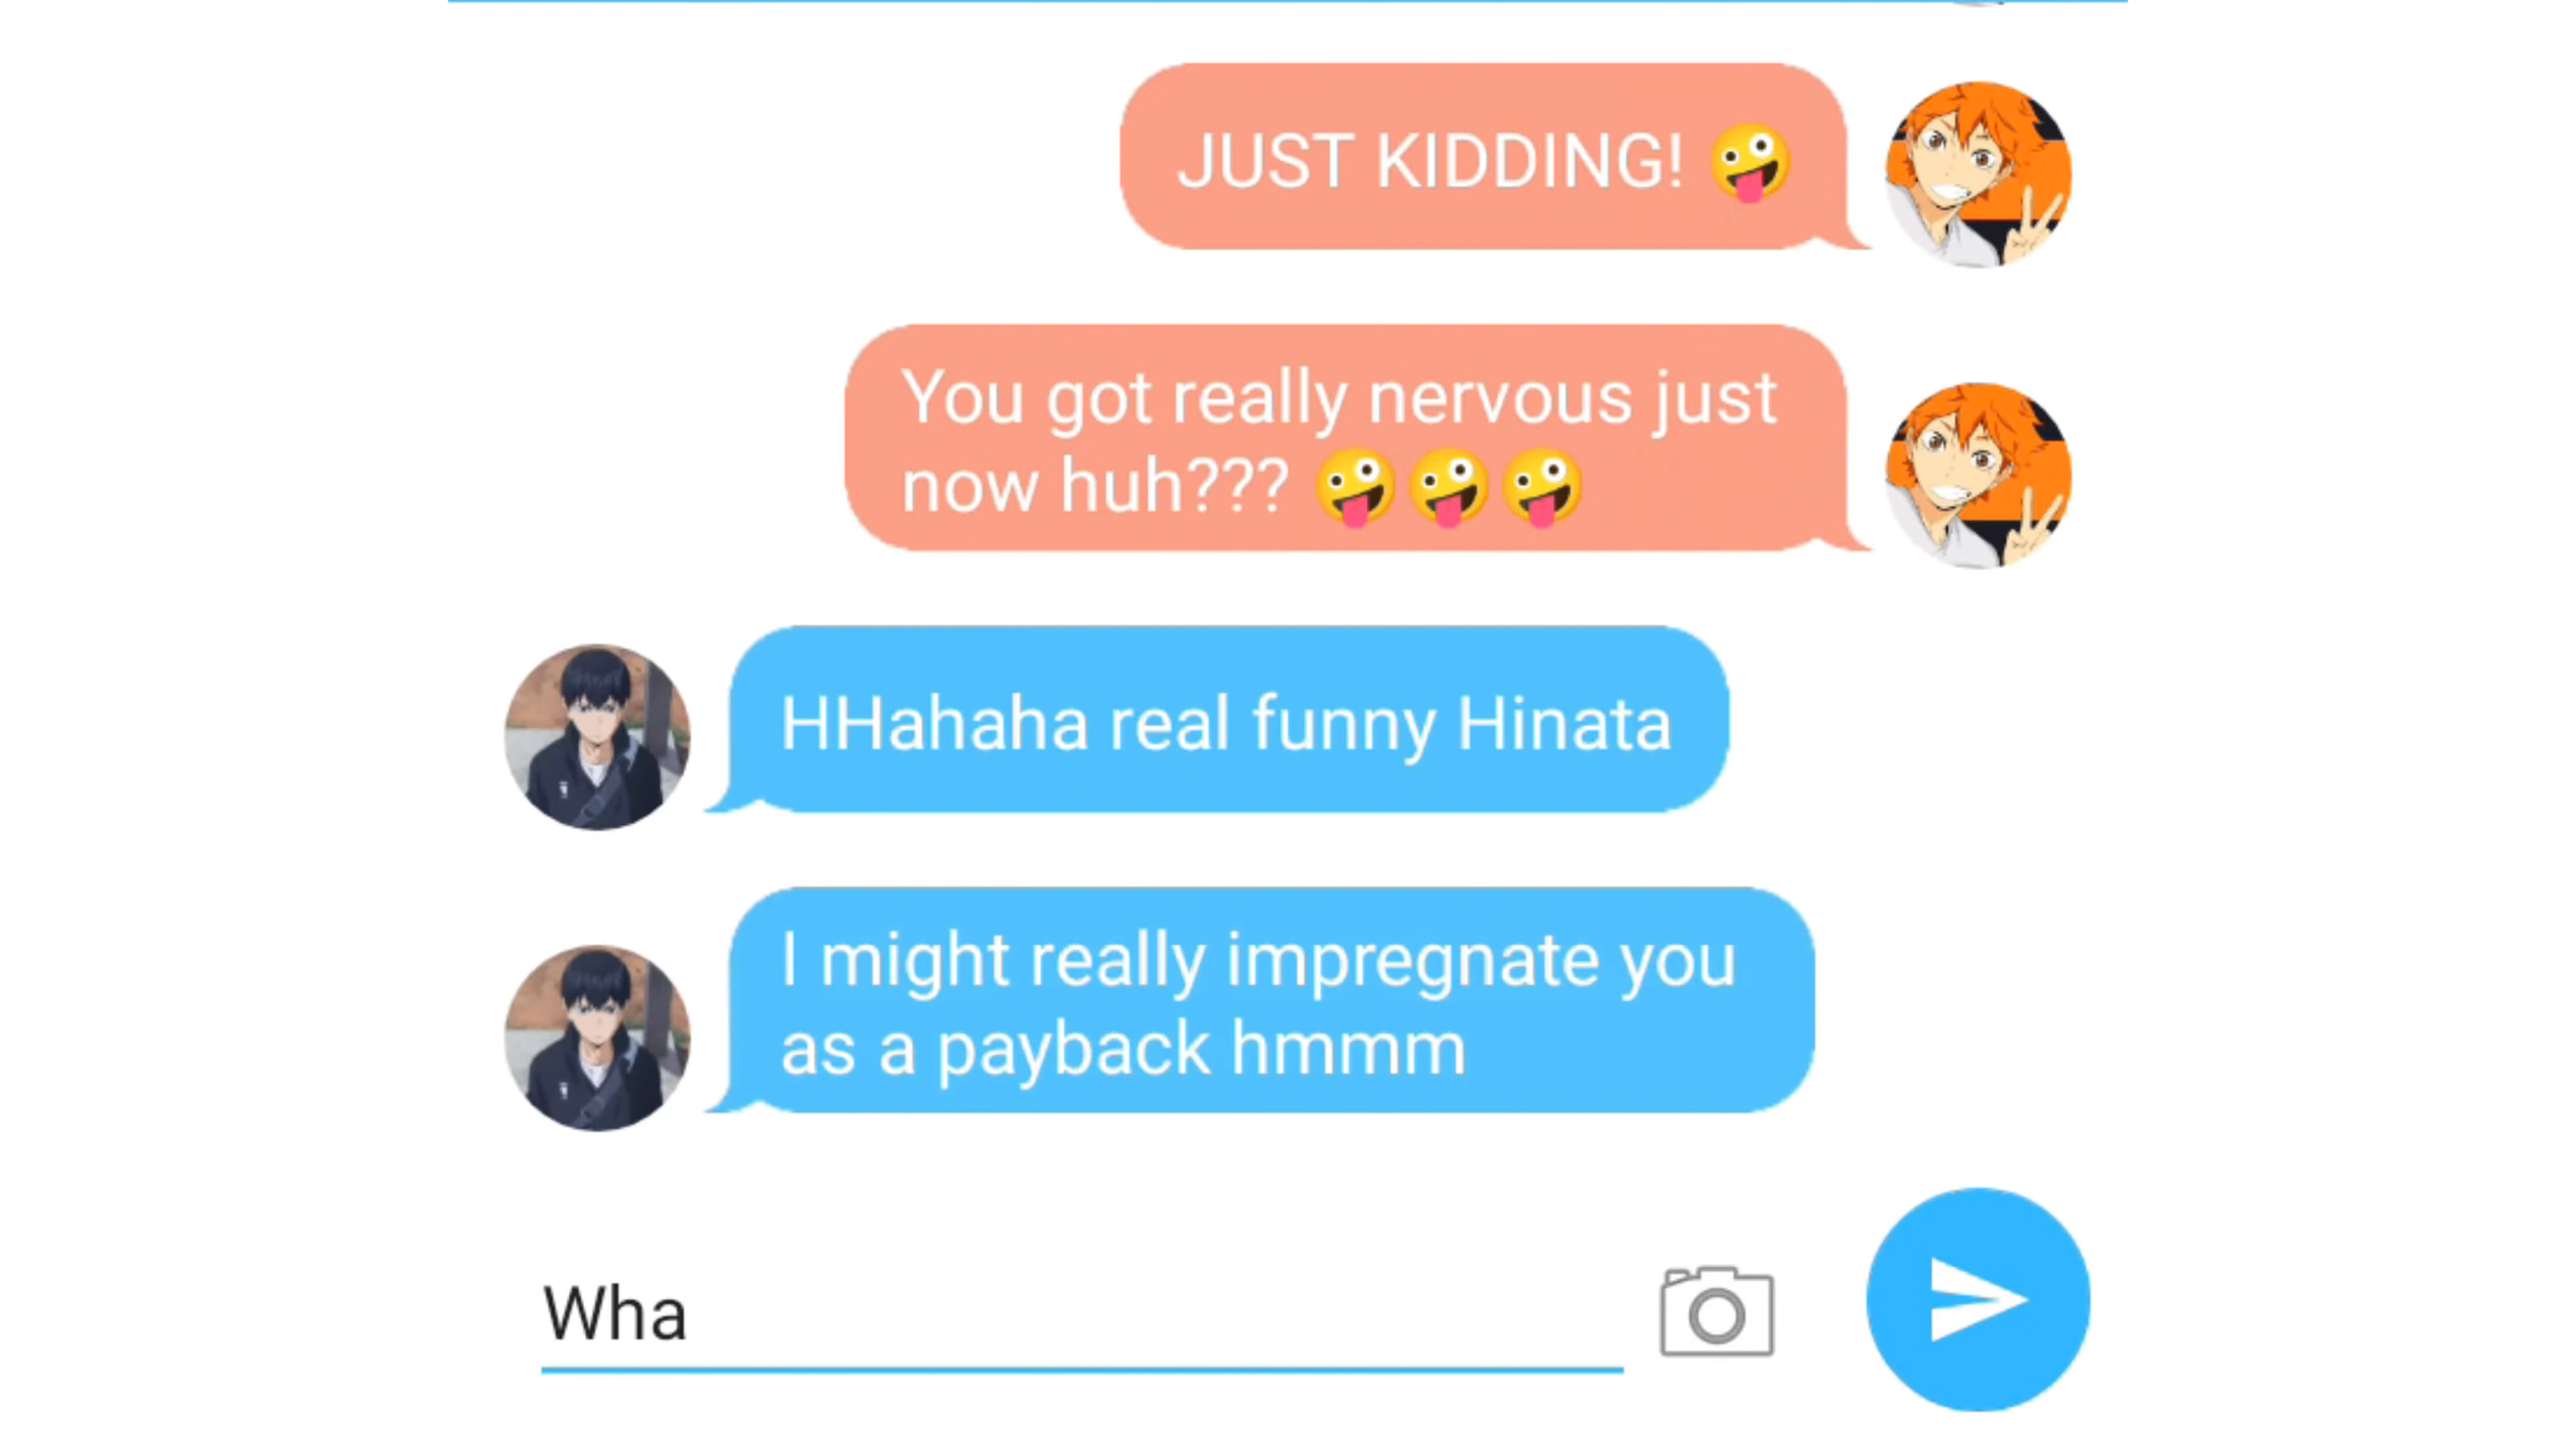 JUST KIDDING! 🤪
You got really nervous just
now huh??? 🤪🤪🤪
HHahaha real funny Hinata
I might really impregnate you
as a payback hmmm
Wha